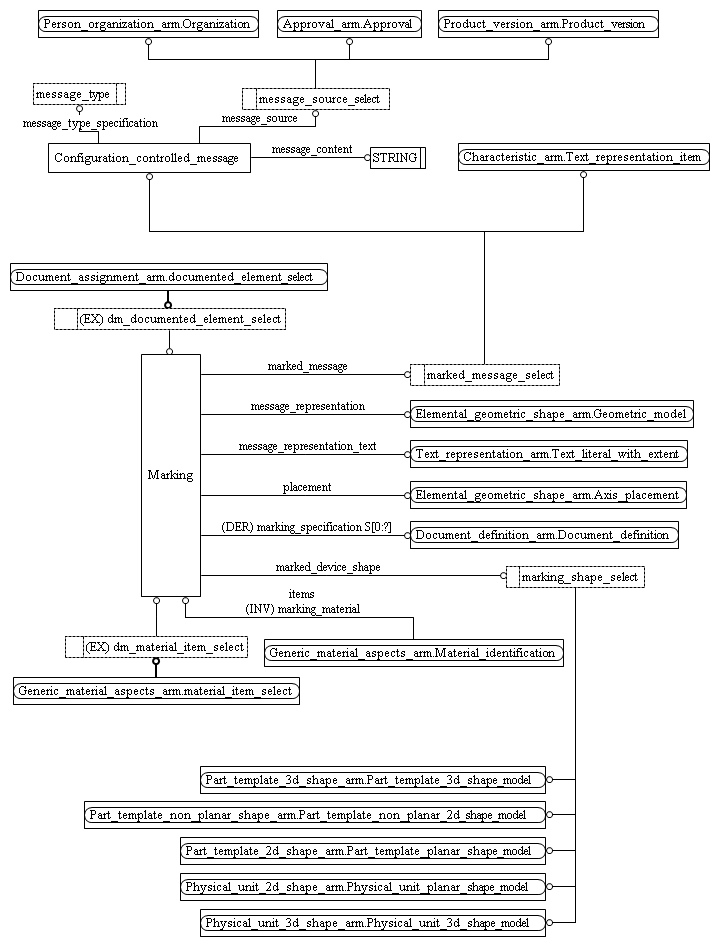 Person_organization_arm.Organization
Approval_arm.Approval
Product_version_arm.Product_version
message_type
message_source_select
message_type_specification
message_source
Configuration_controlled_message
message_content
STRING
Characteristic_arm.Text_representation_item
Document_assignment_arm.documented_element_select
(EX) dm_documented_element_select
marked_message
marked_message_select
message_representation
Elemental_geometric_shape_arm.Geometric_model
message_representation_text
Text_representation_arm.Text_literal_with_extent
Marking
placement
Elemental_geometric_shape_arm.Axis_placement
(DER) marking_specification S[0:?]
Document_definition_arm.Document_definition
marked_device_shape
marking_shape_select
items
(INV) marking_material
(EX) dm_material_item_select
Generic_material_aspects_arm.Material_identification
Generic_material_aspects_arm.material_item_select
Part_template_3d_shape_arm.Part_template_3d_shape_model
Part_template_non_planar_shape_arm.Part_template_non_planar_2d_shape_model
Part_template_2d_shape_arm.Part_template_planar_shape_model
Physical_unit_2d_shape_arm.Physical_unit_planar_shape_model
Physical_unit_3d_shape_arm.Physical_unit_3d_shape_model